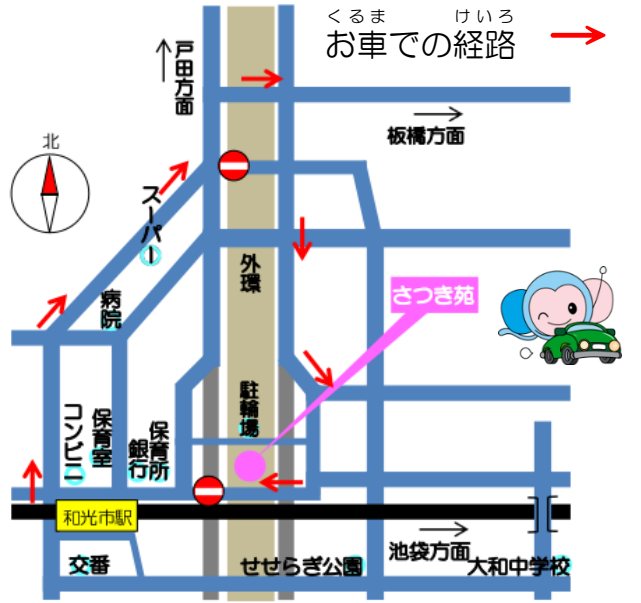 くるま けいろ
お車での経路
戸田方面
北
板橋方面
スーパー
外環
さつき苑
病院
駐輪場
コンビニ
保育室
銀行
保育所
和光市駅
池袋方面
交番
せせらぎ公園
大和中学校